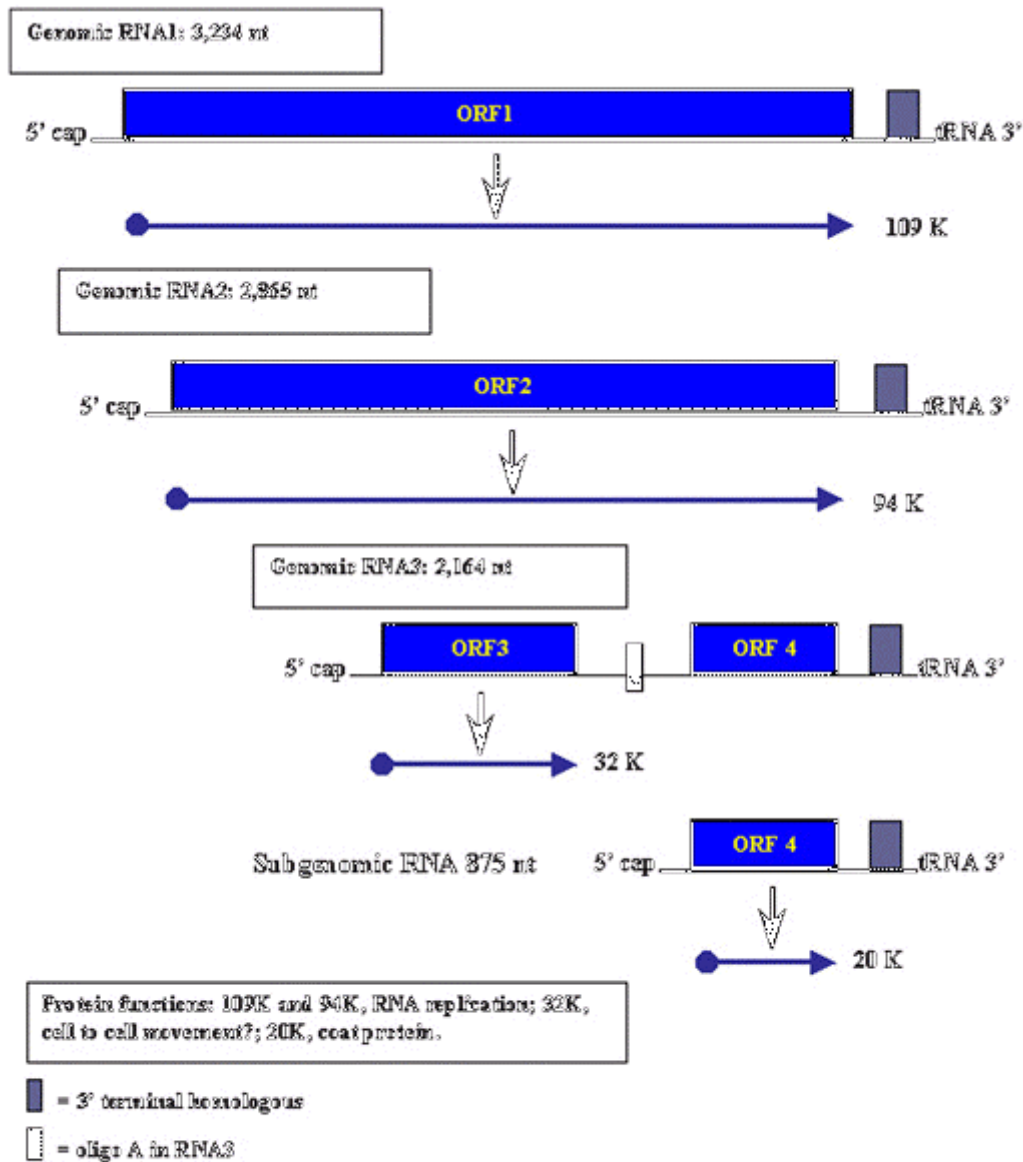 Genomic RNA1: 3,234 nt
ORF1
5' cap
tRNA 3'
109 K
Genomic RNA2: 2,865 nt
ORF2
5' cap
tRNA 3'
94 K
Genomic RNA3: 2,164 nt
ORF3
ORF 4
5' cap
tRNA 3'
32 K
ORF 4
Subgenomic RNA 875 nt
5' cap
tRNA 3'
20 K
Protein functions: 109K and 94K, RNA replication; 32K,
cell to cell movement?; 20K, coat protein.
= 3' terminal homologous
= oligo A in RNA3